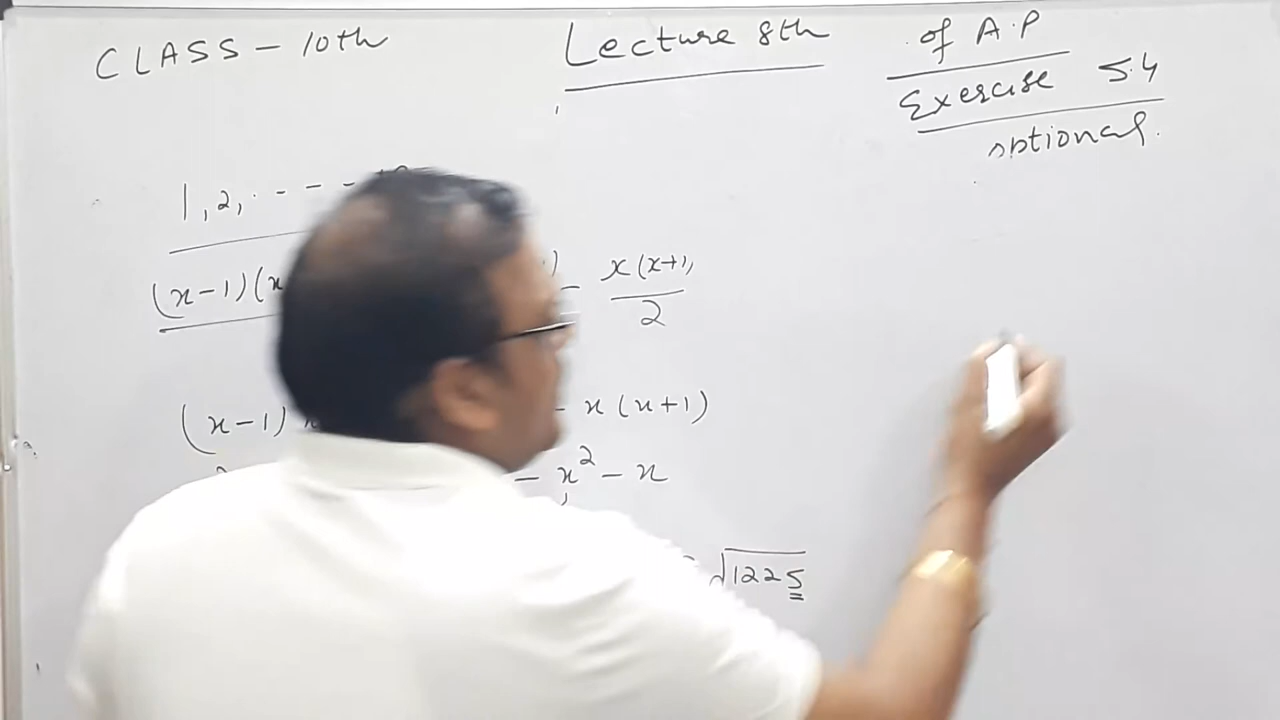 CLASS - 10th
Lecture 8th
of A.P
Exercise 5.4
optional.
1, 2, - - - -
(x-1)(x
) - x(x+1) / 2
(x-1)
- x(x+1)
- x² - x
√1225